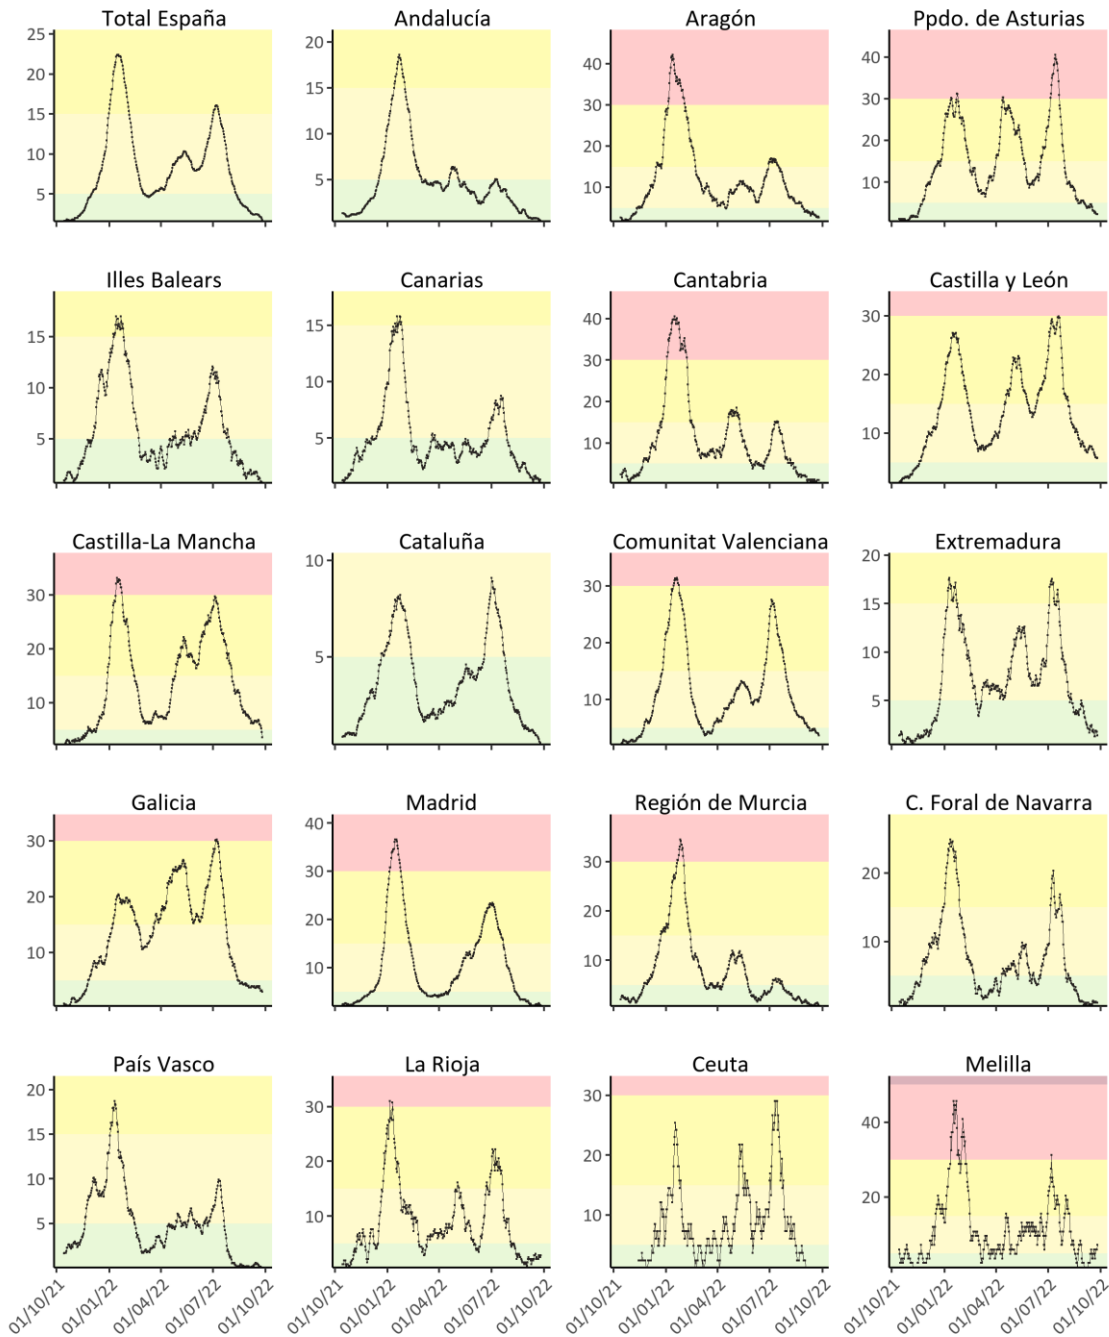 Total España Andalucía Aragón Ppdo. de Asturias
25 20 40 40
20 15 30 30
15 10 20 20
10 5 10 10
5
Illes Balears Canarias Cantabria Castilla y León
15 15 40 30
10 10 30 20
5 5 20 10
10
Castilla-La Mancha Cataluña Comunitat Valenciana Extremadura
30 10 30 20
20 5 20 15
10 10 10
5
Galicia Madrid Región de Murcia C. Foral de Navarra
30 40 30 20
20 30 20 10
10 20 10
10
País Vasco La Rioja Ceuta Melilla
20 30 30 40
15 20 20 20
10 10 10
5
01/10/21 01/01/22 01/04/22 01/07/22 01/10/22 01/10/21 01/01/22 01/04/22 01/07/22 01/10/22 01/10/21 01/01/22 01/04/22 01/07/22 01/10/22 01/10/21 01/01/22 01/04/22 01/07/22 01/10/22